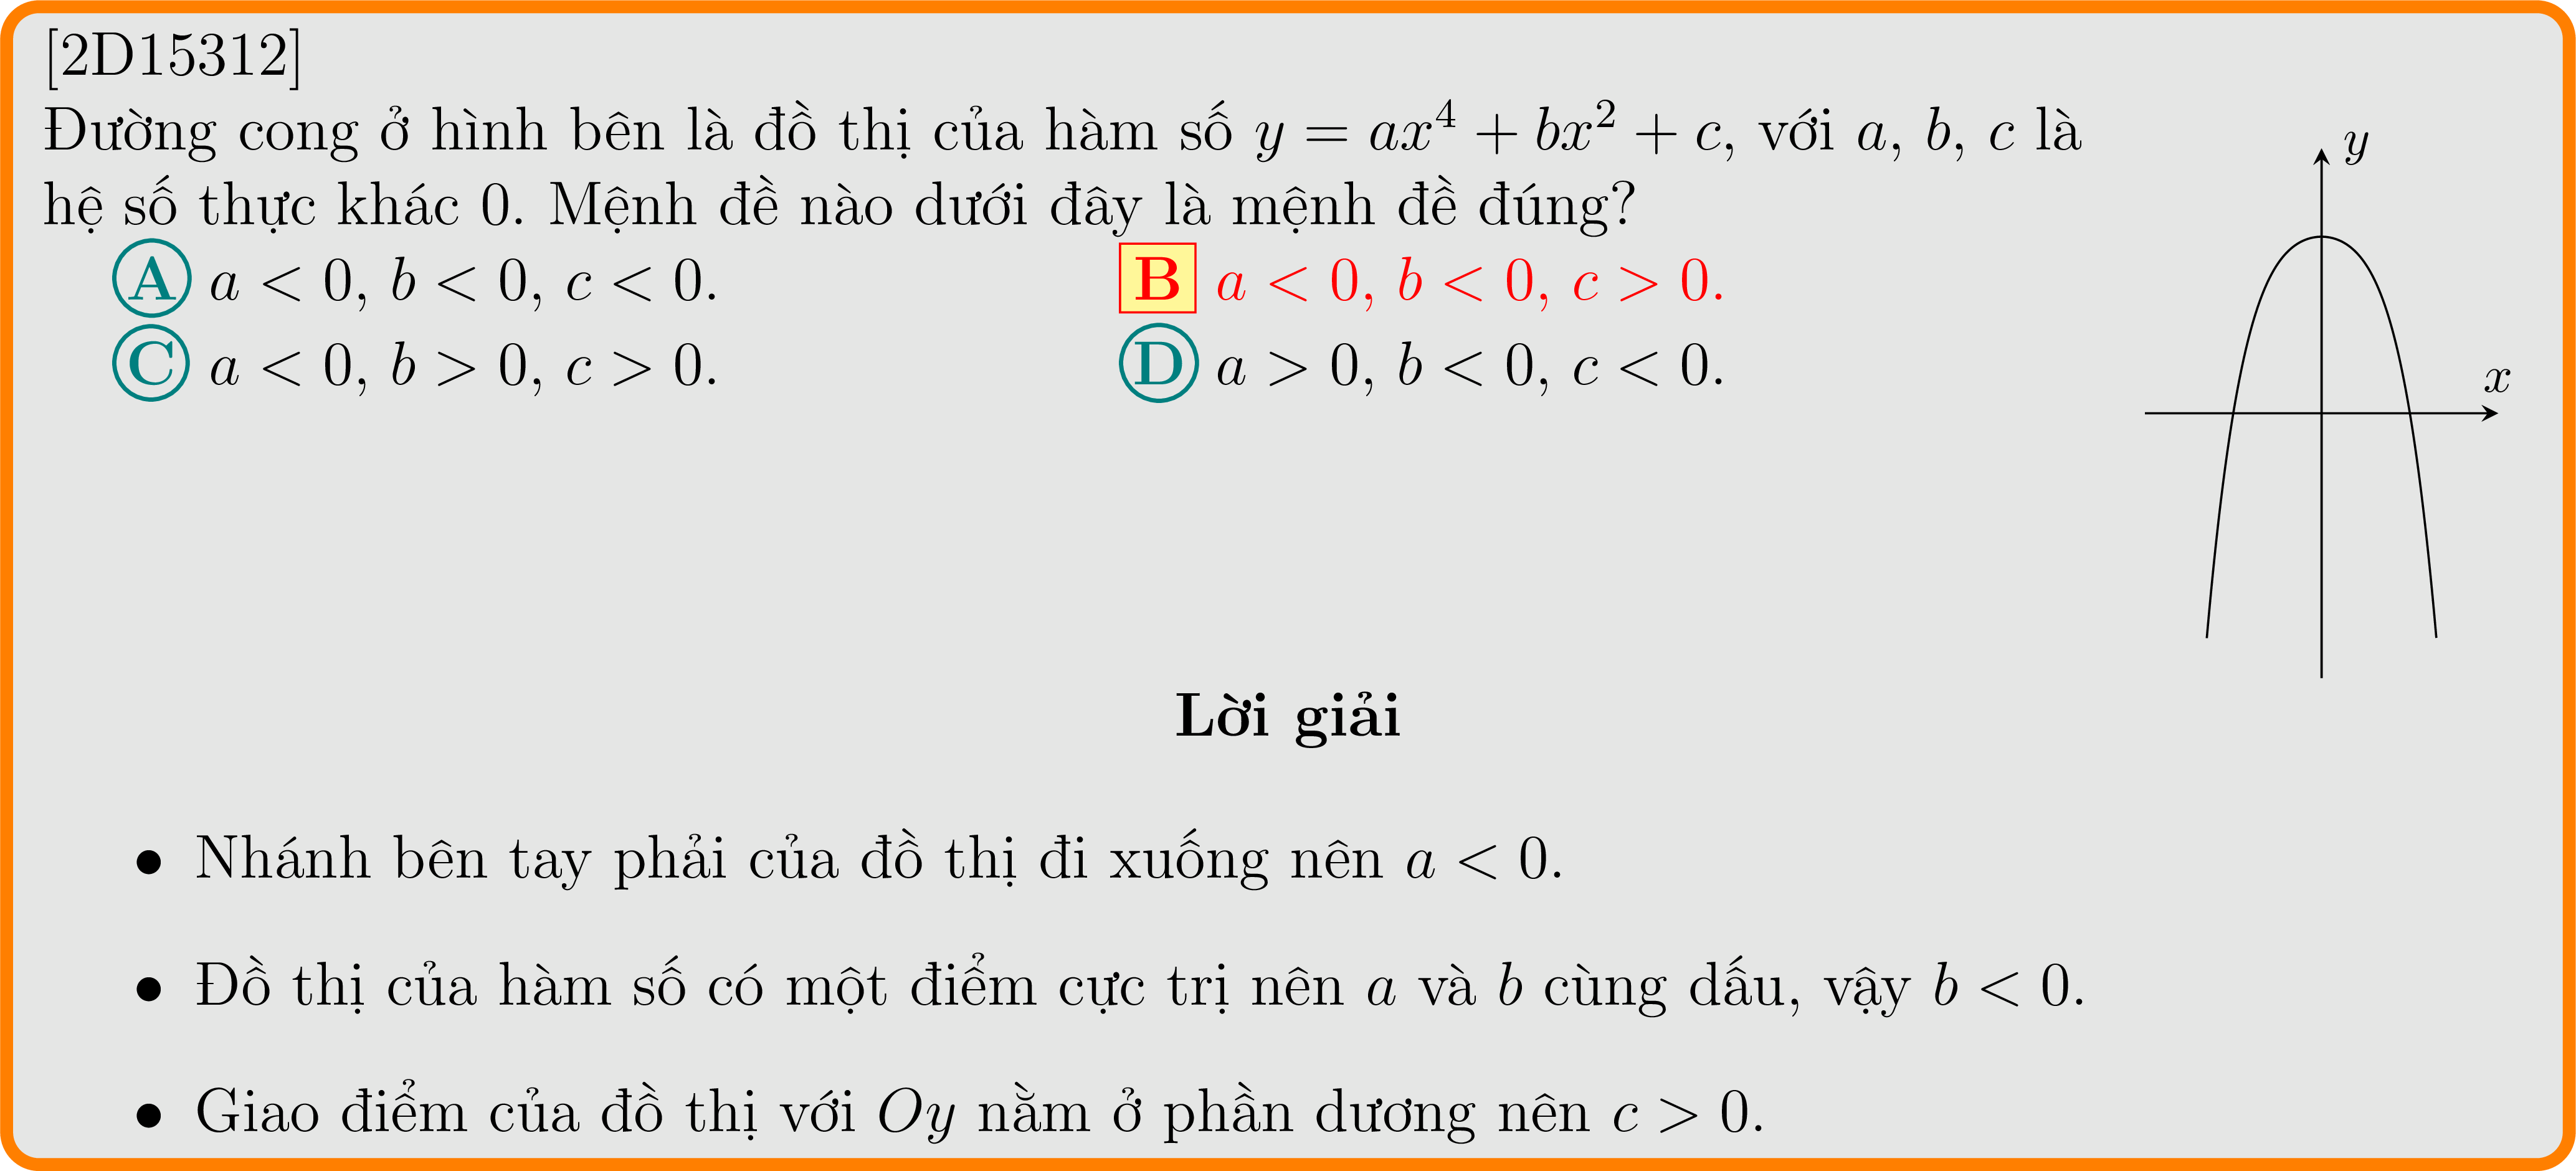 [2D15312]
Đường cong ở hình bên là đồ thị của hàm số y = ax⁴ + bx² + c, với a, b, c là
hệ số thực khác 0. Mệnh đề nào dưới đây là mệnh đề đúng?
A a < 0, b < 0, c < 0. B a < 0, b < 0, c > 0.
C a < 0, b > 0, c > 0. D a > 0, b < 0, c < 0.
y
x
Lời giải
• Nhánh bên tay phải của đồ thị đi xuống nên a < 0.
• Đồ thị của hàm số có một điểm cực trị nên a và b cùng dấu, vậy b < 0.
• Giao điểm của đồ thị với Oy nằm ở phần dương nên c > 0.